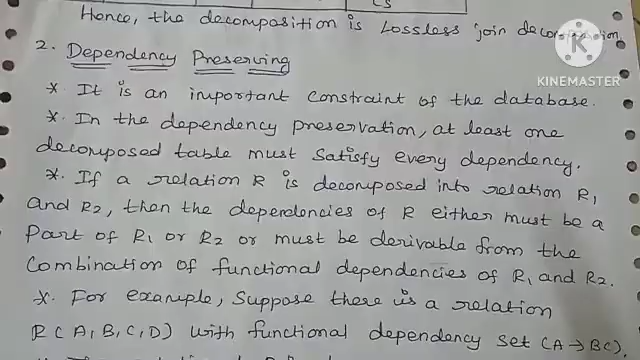 CS
Hence, the decomposition is Lossless join decomposition
2. Dependency Preserving
* It is an important constraint of the database.
* In the dependency preservation, at least one
decomposed table must satisfy every dependency.
* If a relation R is decomposed into relation R1
and R2, then the dependencies of R either must be a
part of R1 or R2 or must be derivable from the
combination of functional dependencies of R1 and R2.
* For example, suppose there is a relation
R(A,B,C,D) with functional dependency set (A→BC).
KINEMASTER